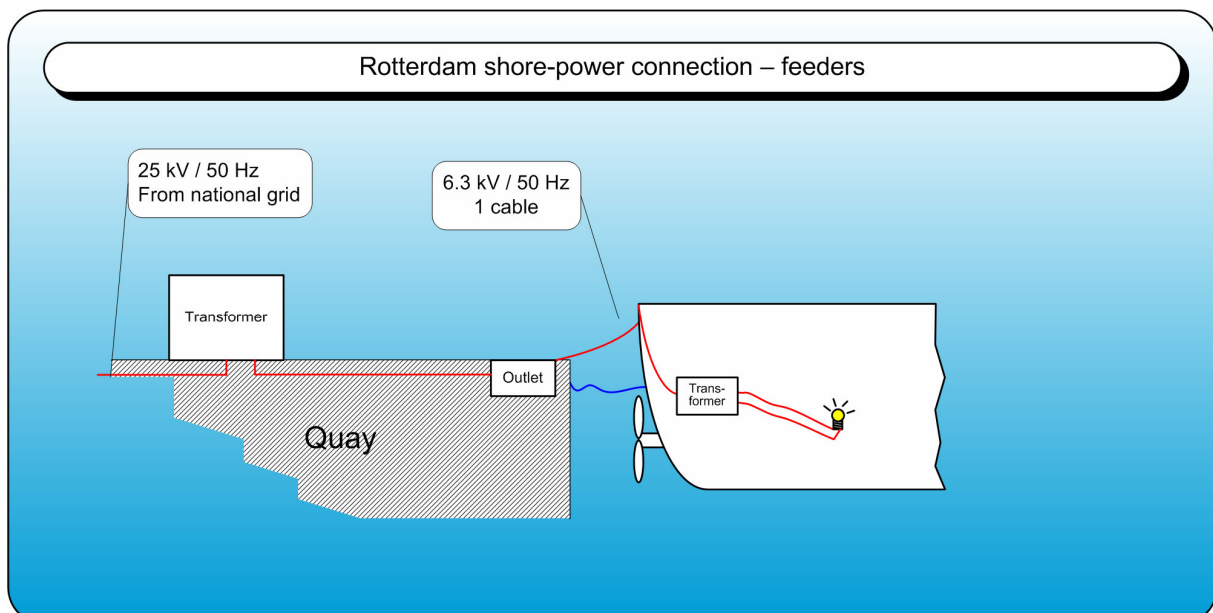 Rotterdam shore-power connection – feeders
25 kV / 50 Hz
From national grid
6.3 kV / 50 Hz
1 cable
Transformer
Outlet
Trans-
former
Quay